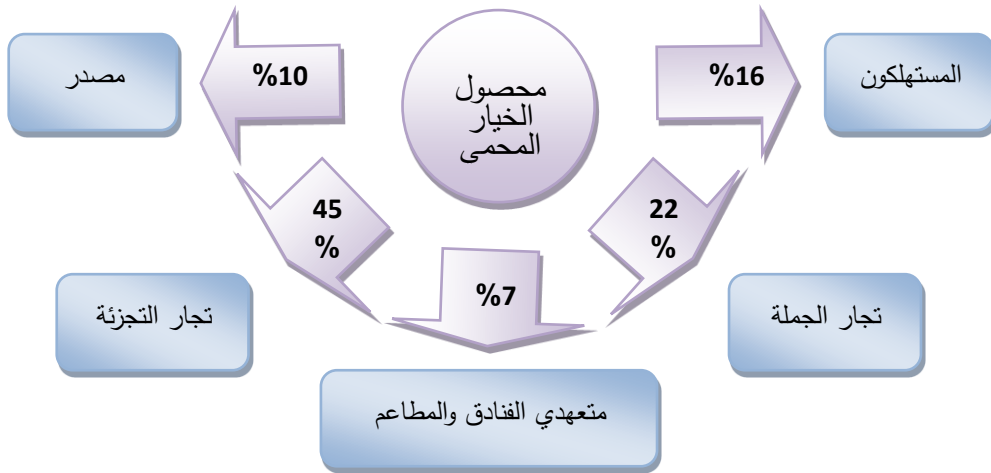 المستهلكون
%16
محصول
الخيار
المحمى
%10
مصدر
22
%
45
%
%7
تجار الجملة
تجار التجزئة
متعهدي الفنادق والمطاعم